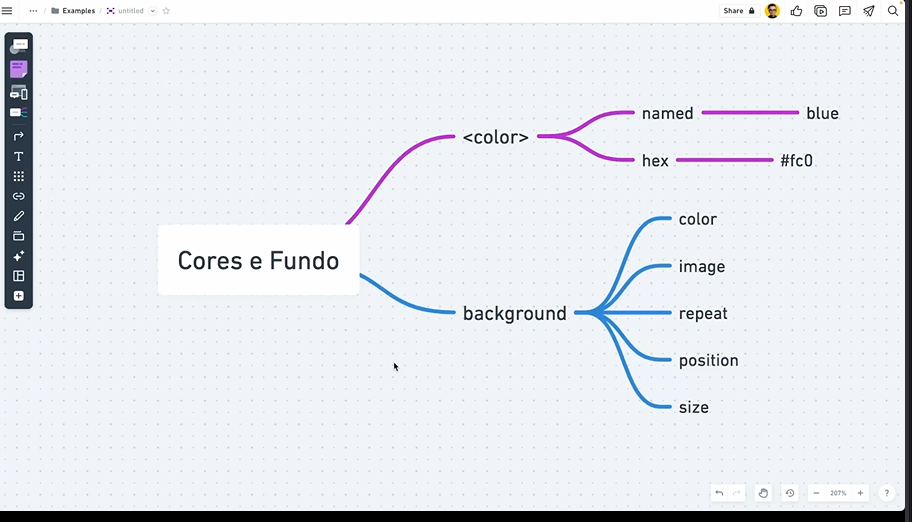 Examples / untitled
Share
<color>
named
blue
hex
#fc0
Cores e Fundo
background
color
image
repeat
position
size
207%
?